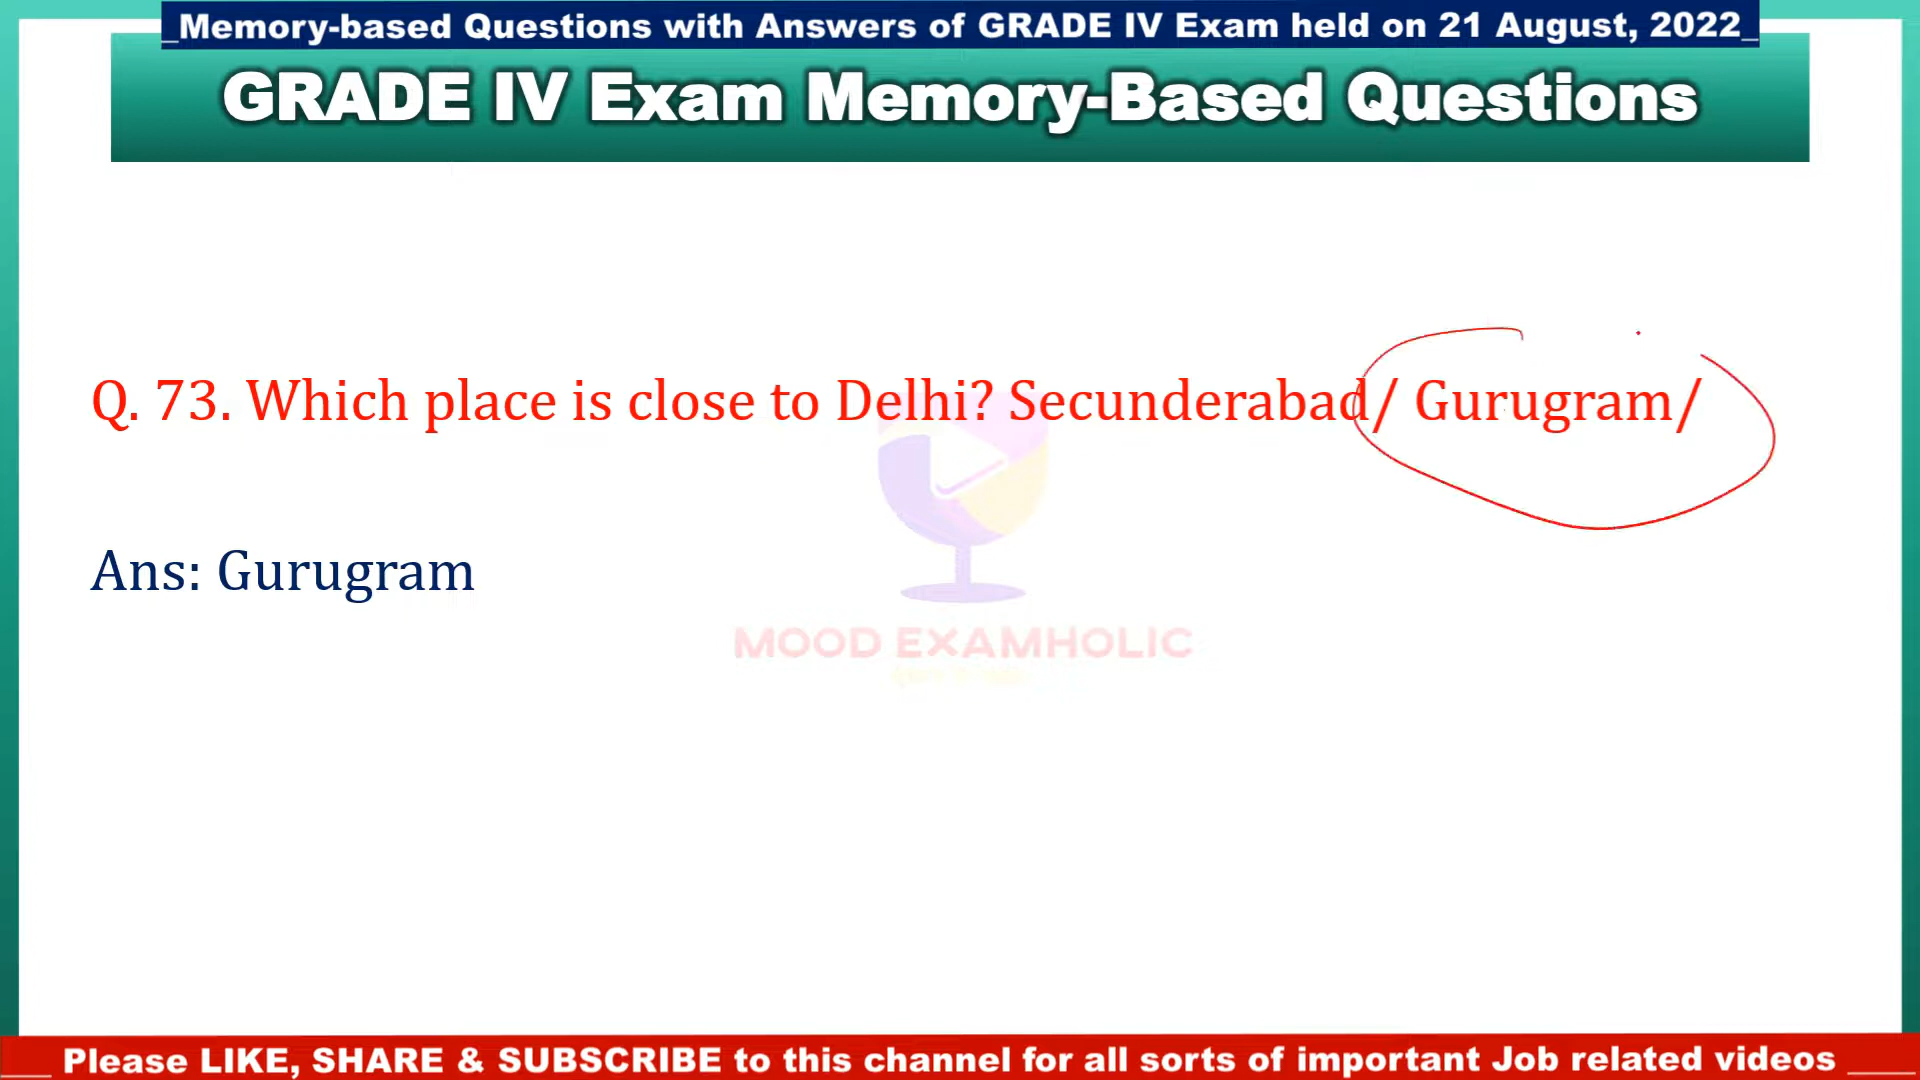 _Memory-based Questions with Answers of GRADE IV Exam held on 21 August, 2022_
GRADE IV Exam Memory-Based Questions
Q. 73. Which place is close to Delhi? Secunderabad/ Gurugram/
Ans: Gurugram
MOOD EXAMHOLIC
___ Please LIKE, SHARE & SUBSCRIBE to this channel for all sorts of important Job related videos ____